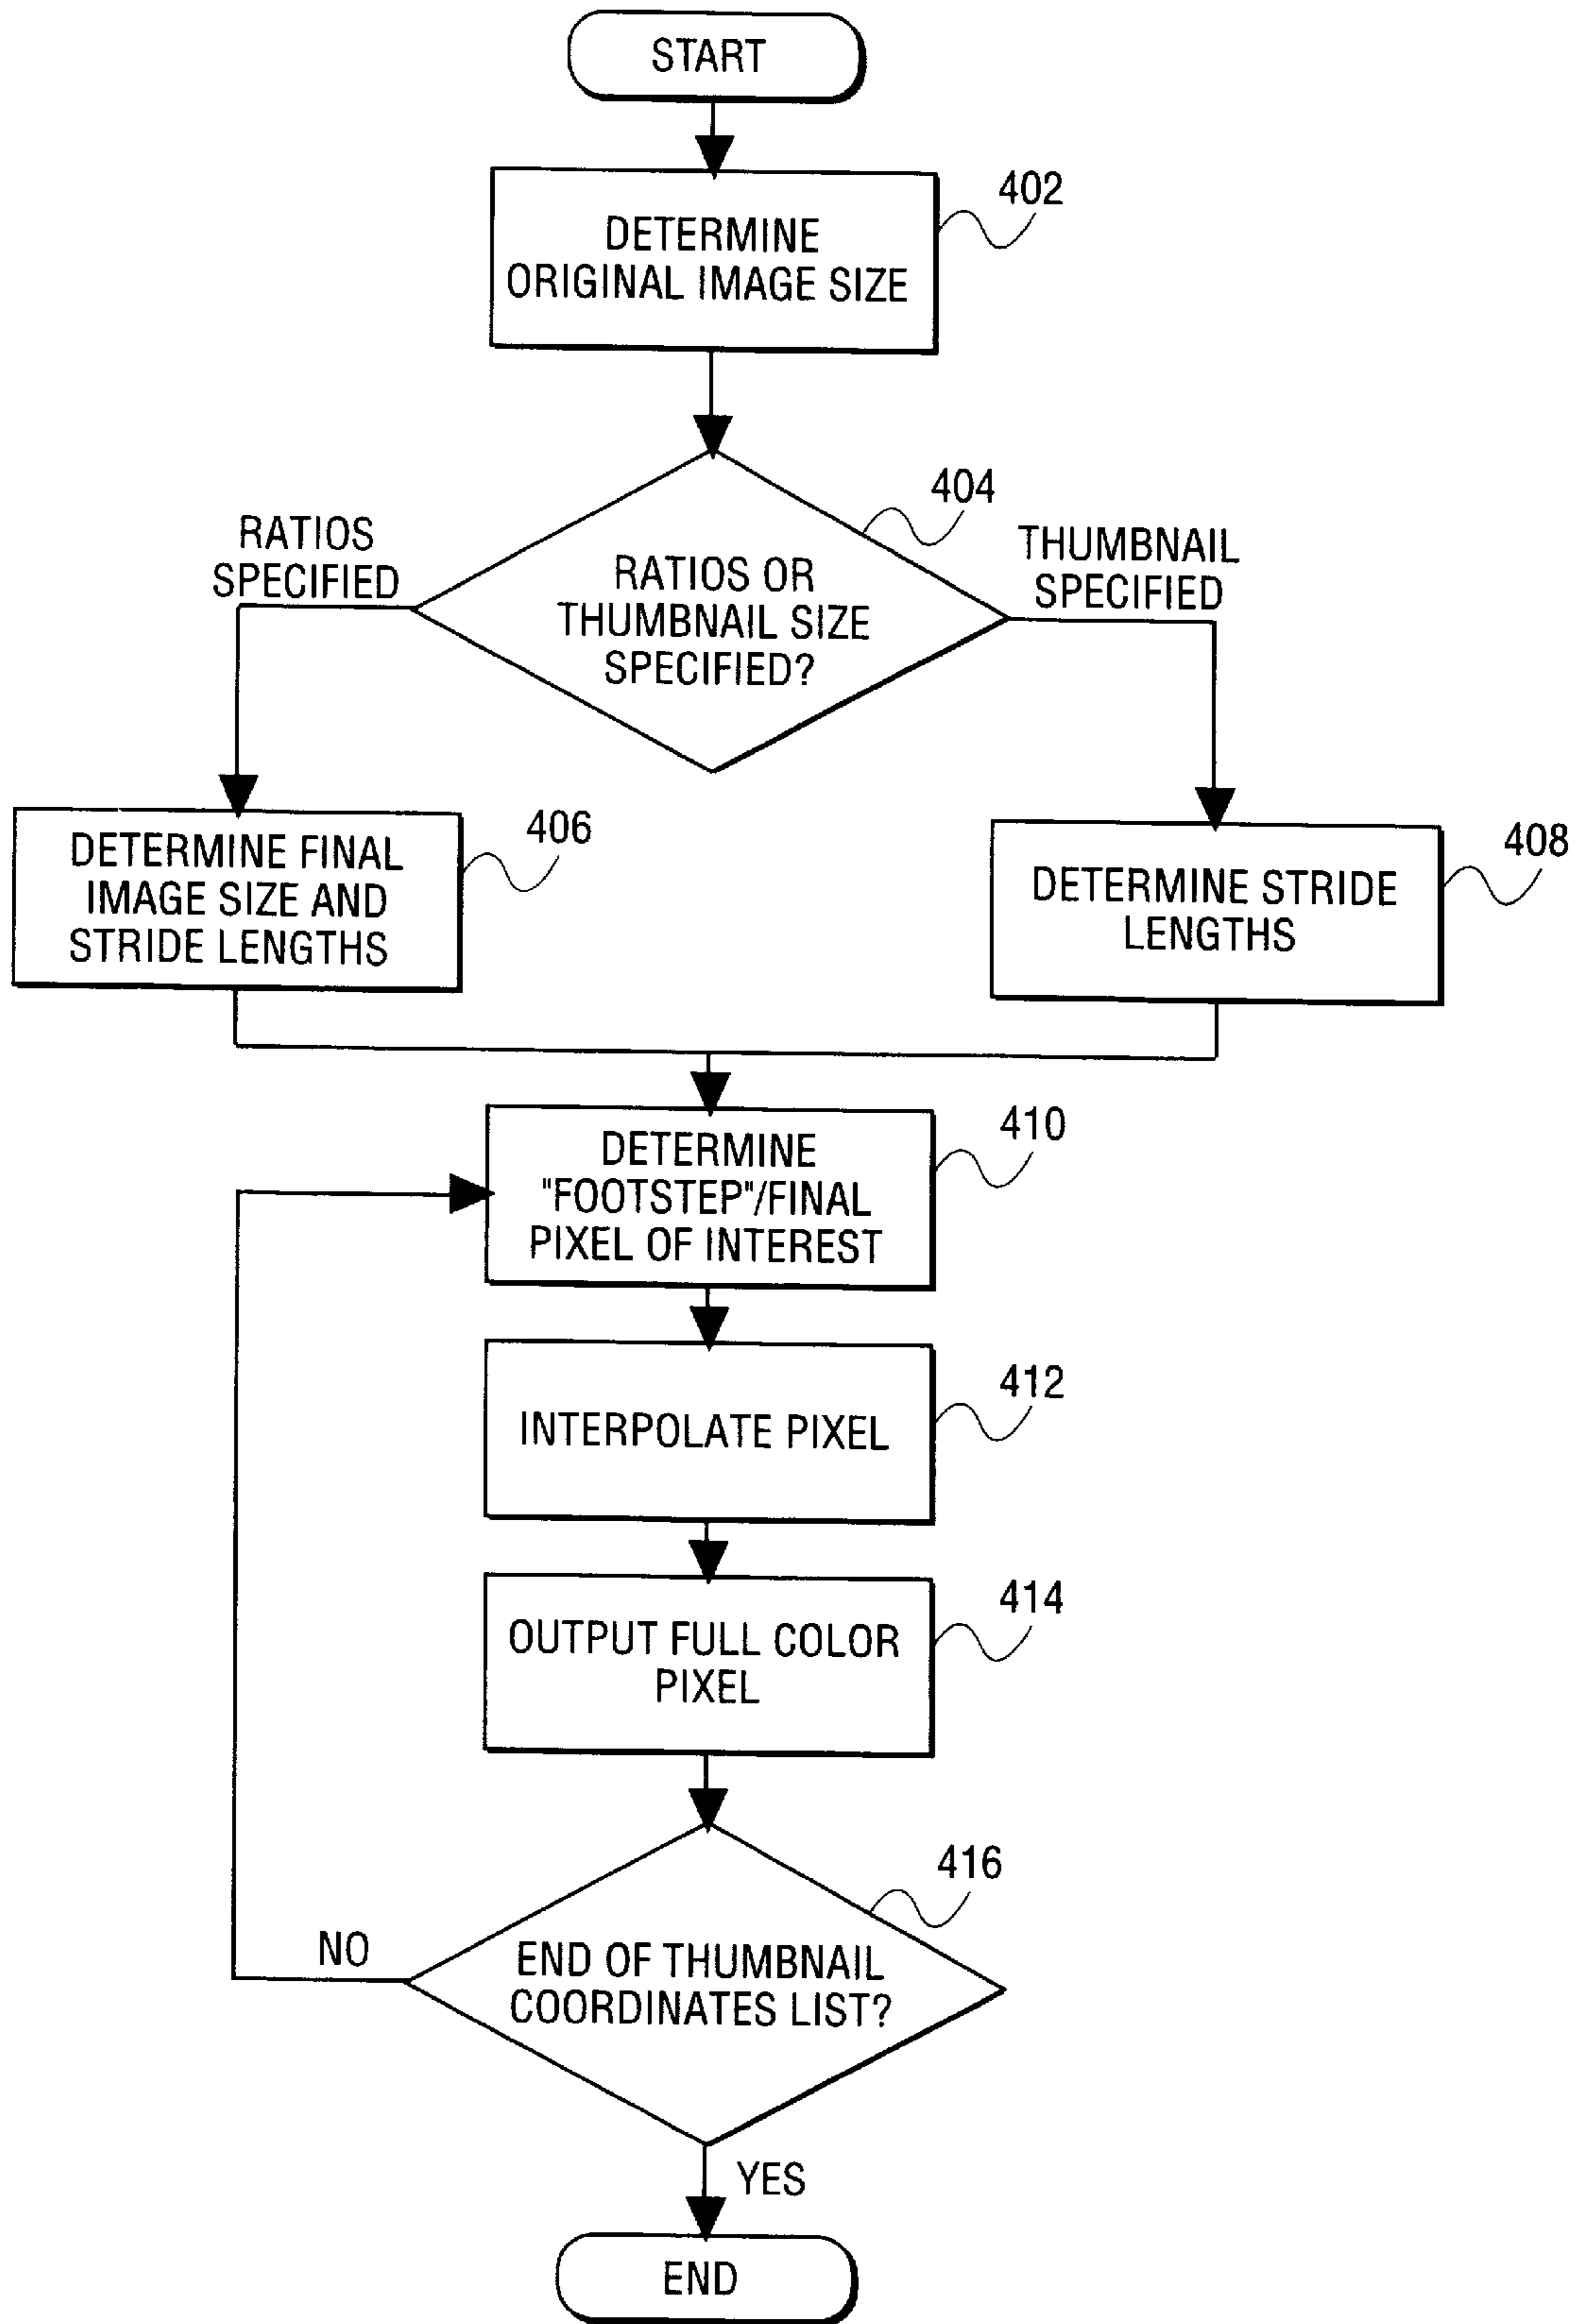 START
402
DETERMINE
ORIGINAL IMAGE SIZE
404
RATIOS
SPECIFIED
RATIOS OR
THUMBNAIL SIZE
SPECIFIED?
THUMBNAIL
SPECIFIED
406
DETERMINE FINAL
IMAGE SIZE AND
STRIDE LENGTHS
408
DETERMINE STRIDE
LENGTHS
410
DETERMINE
"FOOTSTEP"/FINAL
PIXEL OF INTEREST
412
INTERPOLATE PIXEL
414
OUTPUT FULL COLOR
PIXEL
416
NO
END OF THUMBNAIL
COORDINATES LIST?
YES
END